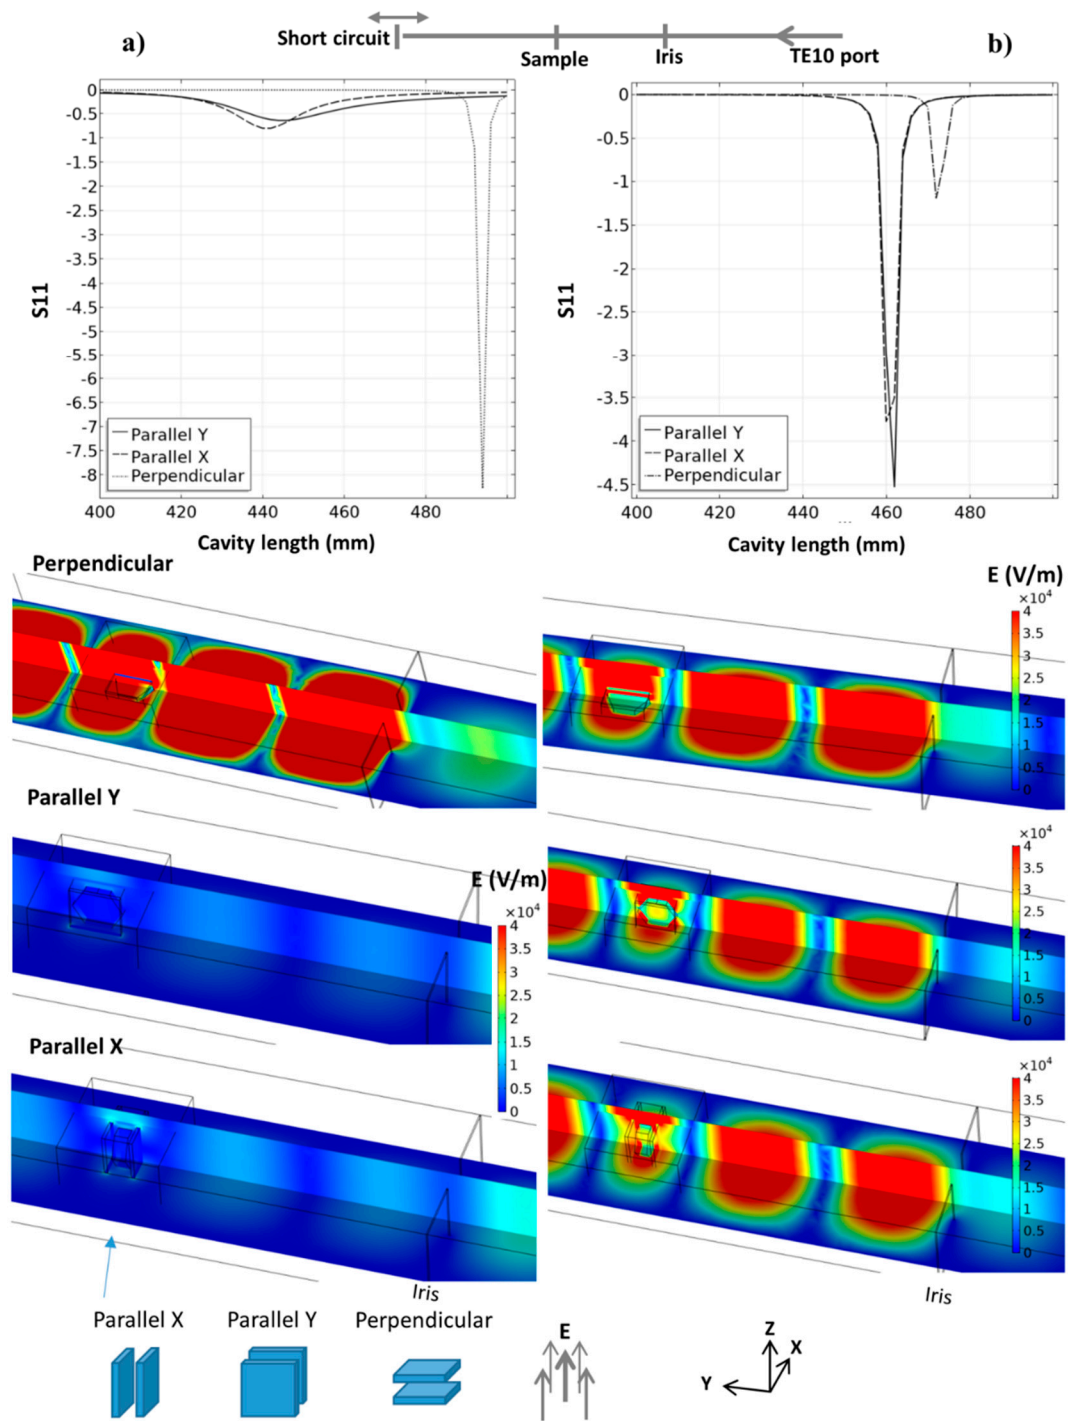 a)
Short circuit
Sample
Iris
TE10 port
b)
0
-0.5
-1
-1.5
-2
-2.5
-3
-3.5
-4
-4.5
-5
-5.5
-6
-6.5
-7
-7.5
-8
S11
Parallel Y
Parallel X
Perpendicular
400 420 440 460 480
Cavity length (mm)
0
-0.5
-1
-1.5
-2
-2.5
-3
-3.5
-4
-4.5
S11
Parallel Y
Parallel X
Perpendicular
400 420 440 460 480
...
Cavity length (mm)
Perpendicular
E (V/m)
×10⁴
4
3.5
3
2.5
2
1.5
1
0.5
0
Parallel Y
E (V/m)
×10⁴
4
3.5
3
2.5
2
1.5
1
0.5
0
×10⁴
4
3.5
3
2.5
2
1.5
1
0.5
0
Parallel X
×10⁴
4
3.5
3
2.5
2
1.5
1
0.5
0
Iris
Iris
Parallel X Parallel Y Perpendicular
E
Z
X
Y